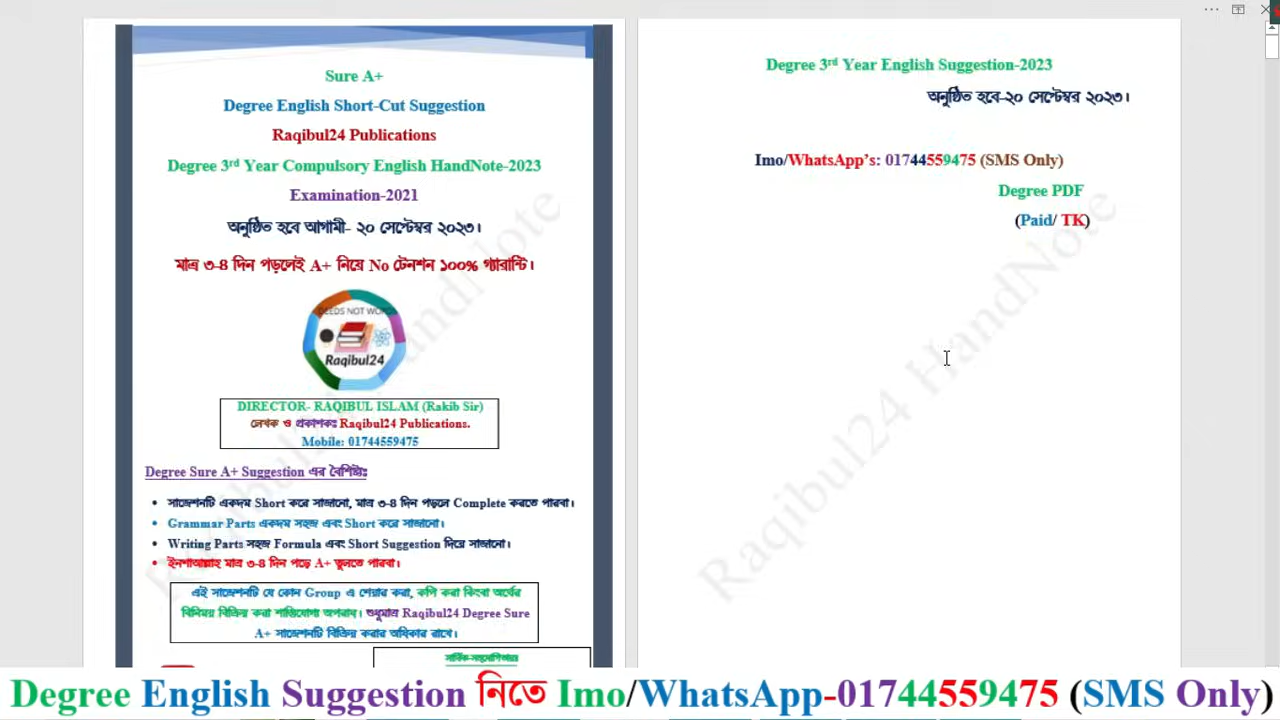 Sure A+
Degree English Short-Cut Suggestion
Raqibul24 Publications
Degree 3rd Year Compulsory English HandNote-2023
Examination-2021
অনুষ্ঠিত হবে আগামী- ২০ সেপ্টেম্বর ২০২৩।
মাত্র ৩-৪ দিন পড়লেই A+ নিয়ে No টেনশন ১০০% গ্যারান্টি।
DEEDS NOT WORD
Raqibul24
DIRECTOR- RAQIBUL ISLAM (Rakib Sir)
লেখক ও প্রকাশকঃ Raqibul24 Publications.
Mobile: 01744559475
Degree Sure A+ Suggestion এর বৈশিষ্ট্যঃ
• সাজেশনটি একদম Short করে সাজানো, মাত্র ৩-৪ দিন পড়লে Complete করতে পারবা।
• Grammar Parts একদম সহজ এবং Short করে সাজানো।
• Writing Parts সহজ Formula এবং Short Suggestion দিয়ে সাজানো।
• ইনশাআল্লাহ মাত্র ৩-৪ দিন পড়ে A+ তুলতে পারবা।
এই সাজেশনটি যে কোন Group এ শেয়ার করা, কপি করা কিংবা অর্থের
বিনিময় বিক্রিয় করা শাস্তিযোগ্য অপরাধ। শুধুমাত্র Raqibul24 Degree Sure
A+ সাজেশনটি বিক্রিয় করার অধিকার রাখে।
Degree 3rd Year English Suggestion-2023
অনুষ্ঠিত হবে-২০ সেপ্টেম্বর ২০২৩।
Imo/WhatsApp's: 01744559475 (SMS Only)
Degree PDF
(Paid/ TK)
Raqibul24 HandNote
Degree English Suggestion নিতে Imo/WhatsApp-01744559475 (SMS Only)